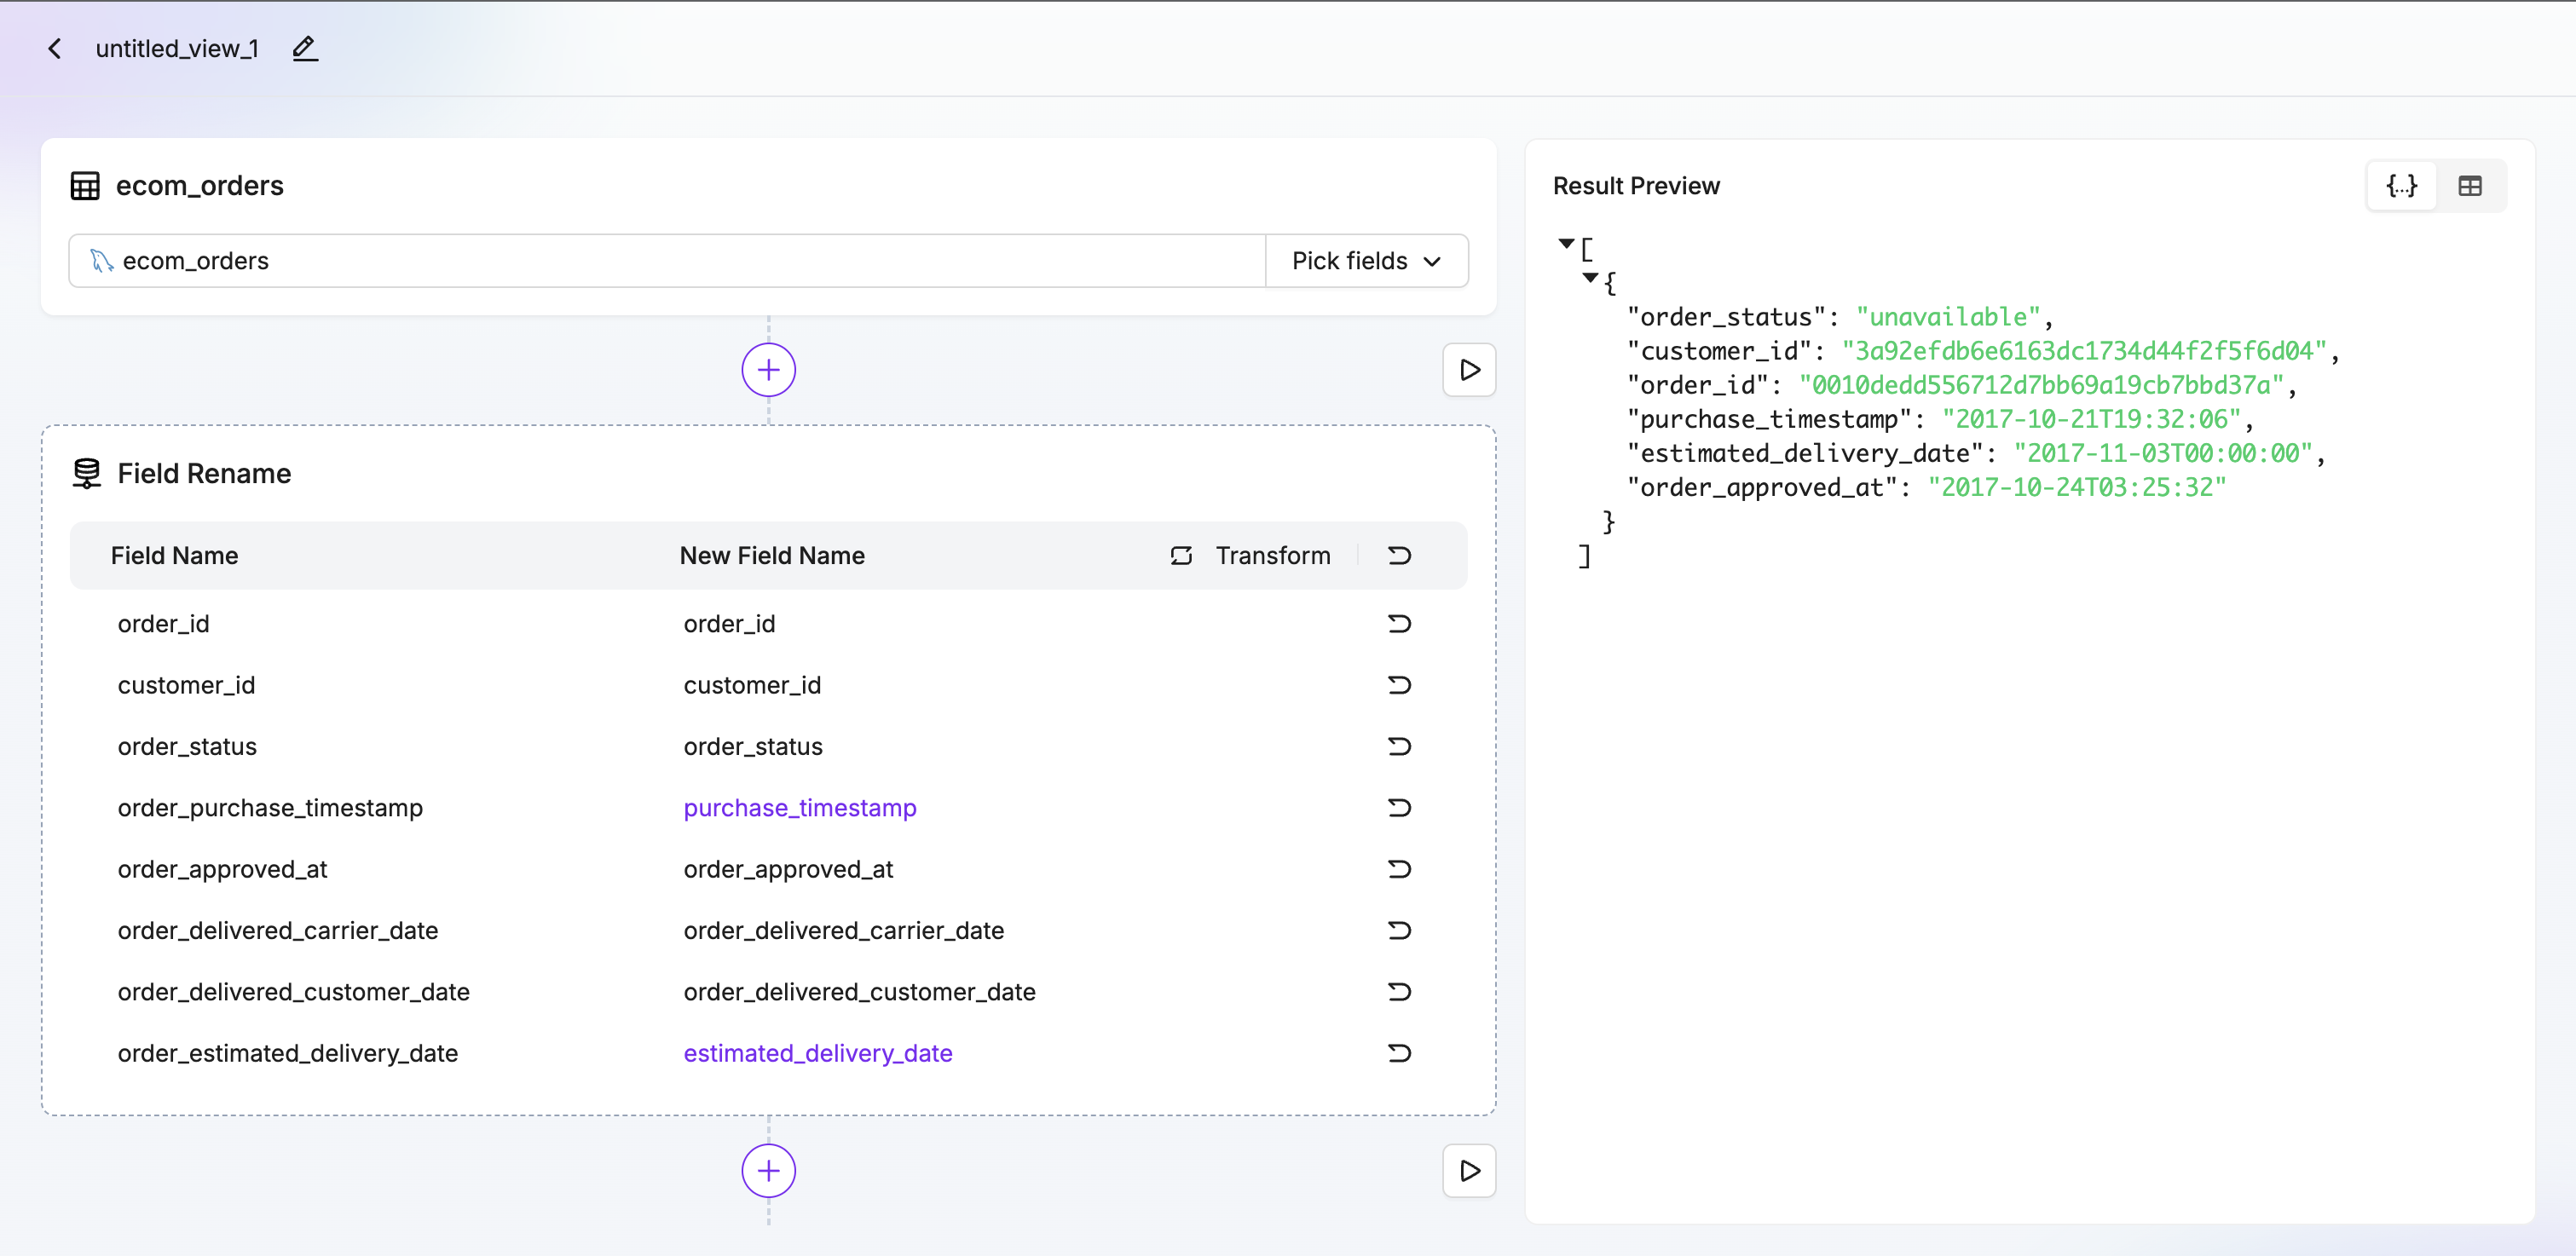 untitled_view_1
ecom_orders
ecom_orders
Pick fields
Field Rename
Field Name New Field Name Transform
order_id order_id
customer_id customer_id
order_status order_status
order_purchase_timestamp purchase_timestamp
order_approved_at order_approved_at
order_delivered_carrier_date order_delivered_carrier_date
order_delivered_customer_date order_delivered_customer_date
order_estimated_delivery_date estimated_delivery_date
Result Preview
{...}
[
{
"order_status": "unavailable",
"customer_id": "3a92efdb6e6163dc1734d44f2f5f6d04",
"order_id": "0010dedd556712d7bb69a19cb7bbd37a",
"purchase_timestamp": "2017-10-21T19:32:06",
"estimated_delivery_date": "2017-11-03T00:00:00",
"order_approved_at": "2017-10-24T03:25:32"
}
]